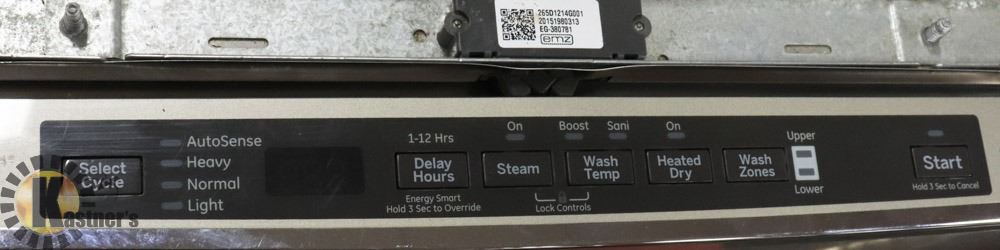 265D1214G001
20151980313
EG-380781
emz
Select Cycle
AutoSense
Heavy
Normal
Light
1-12 Hrs
Delay Hours
Energy Smart
Hold 3 Sec to Override
On
Steam
Boost
Sani
Wash Temp
Lock Controls
On
Heated Dry
Wash Zones
Upper
Lower
Start
Hold 3 Sec to Cancel
Kastner's